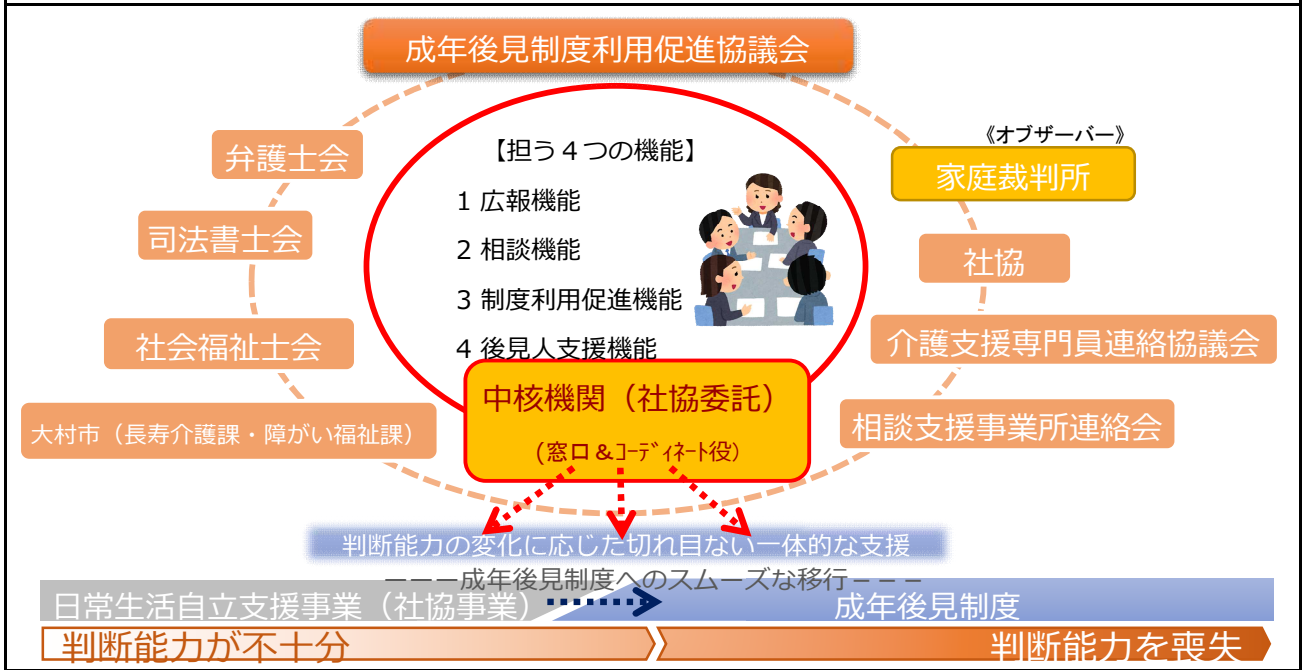 成年後見制度利用促進協議会
《オブザーバー》
家庭裁判所
弁護士会
司法書士会
社会福祉士会
大村市（長寿介護課・障がい福祉課）
【担う４つの機能】
1 広報機能
2 相談機能
3 制度利用促進機能
4 後見人支援機能
社協
介護支援専門員連絡協議会
相談支援事業所連絡会
中核機関（社協委託）
(窓口＆ｺｰﾃﾞｨﾈｰﾄ役)
判断能力の変化に応じた切れ目ない一体的な支援
ーーー成年後見制度へのスムーズな移行－－－
日常生活自立支援事業（社協事業）
成年後見制度
判断能力が不十分
判断能力を喪失